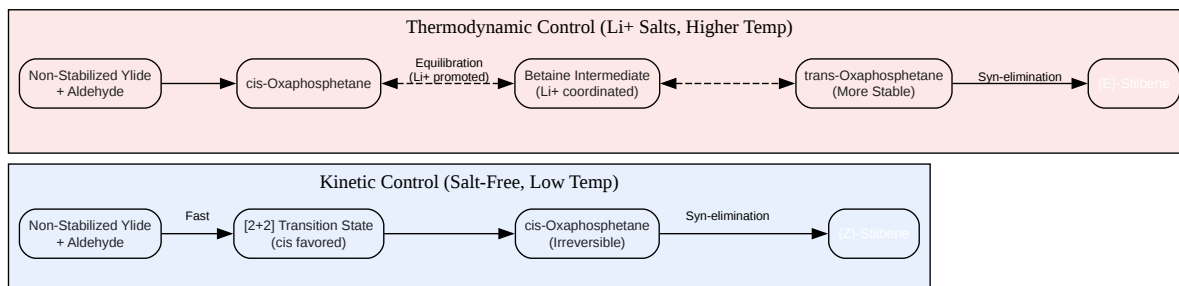 Thermodynamic Control (Li+ Salts, Higher Temp)
Non-Stabilized Ylide
+ Aldehyde
cis-Oxaphosphetane
Equilibration
(Li+ promoted)
Betaine Intermediate
(Li+ coordinated)
trans-Oxaphosphetane
(More Stable)
Syn-elimination
(E)-Stilbene
Kinetic Control (Salt-Free, Low Temp)
Non-Stabilized Ylide
+ Aldehyde
Fast
[2+2] Transition State
(cis favored)
cis-Oxaphosphetane
(Irreversible)
Syn-elimination
(Z)-Stilbene